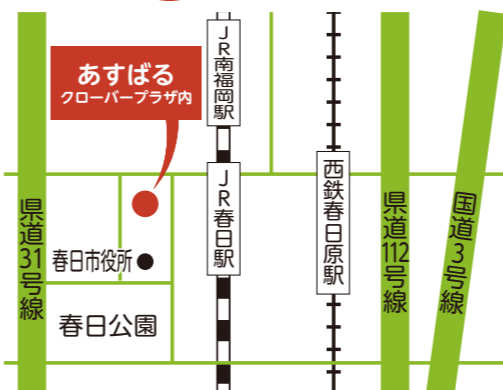 あすばる
クローバープラザ内
JR南福岡駅
JR春日駅
西鉄春日原駅
県道31号線
県道112号線
国道3号線
春日市役所
春日公園